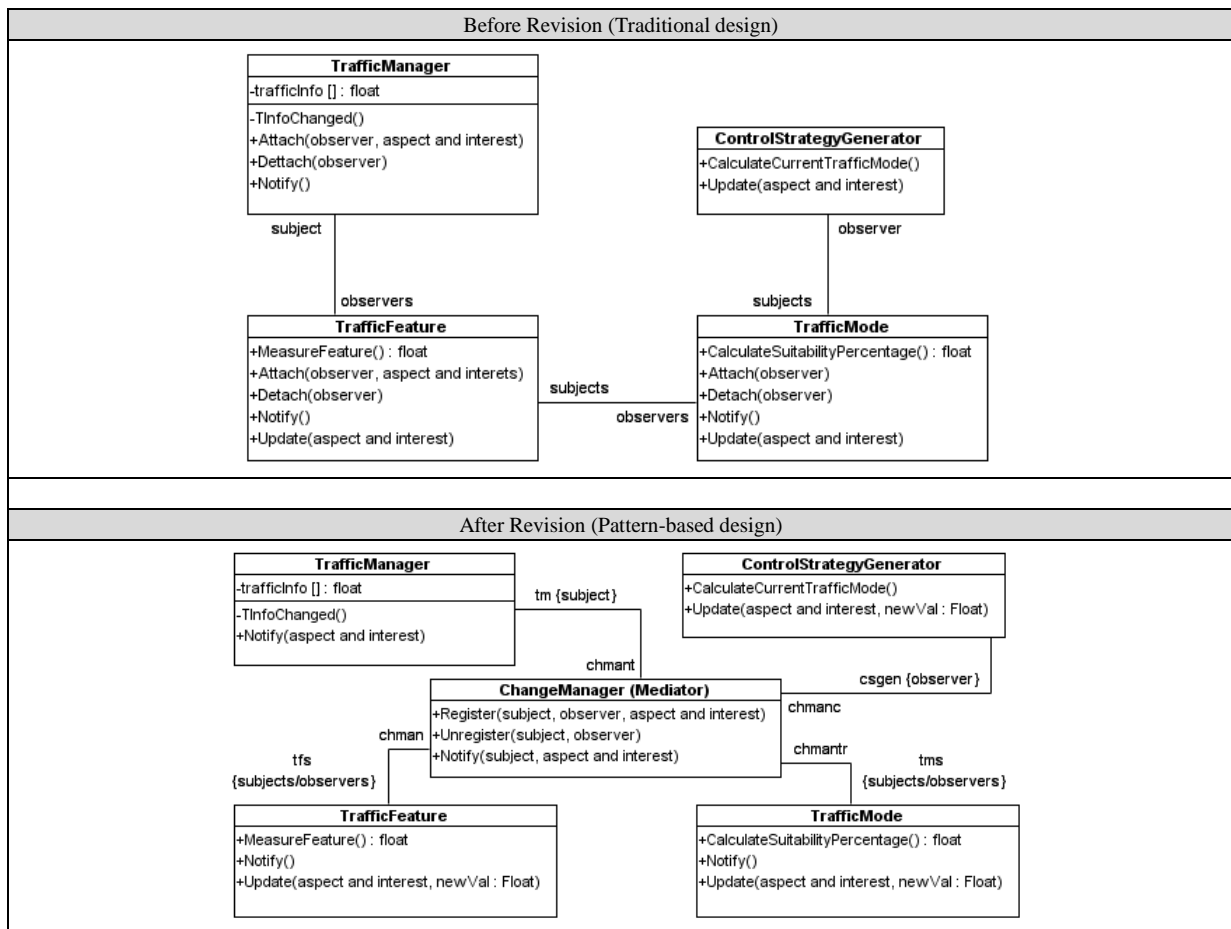 Before Revision (Traditional design)
TrafficManager
-trafficInfo [] : float
-TInfoChanged()
+Attach(observer, aspect and interest)
+Dettach(observer)
+Notify()
ControlStrategyGenerator
+CalculateCurrentTrafficMode()
+Update(aspect and interest)
subject
observer
observers
subjects
TrafficFeature
+MeasureFeature() : float
+Attach(observer, aspect and interets)
+Detach(observer)
+Notify()
+Update(aspect and interest)
subjects
observers
TrafficMode
+CalculateSuitabilityPercentage() : float
+Attach(observer)
+Detach(observer)
+Notify()
+Update(aspect and interest)
After Revision (Pattern-based design)
TrafficManager
-trafficInfo [] : float
-TInfoChanged()
+Notify(aspect and interest)
tm {subject}
chmant
ControlStrategyGenerator
+CalculateCurrentTrafficMode()
+Update(aspect and interest, newVal : Float)
csgen {observer}
chmanc
ChangeManager (Mediator)
+Register(subject, observer, aspect and interest)
+Unregister(subject, observer)
+Notify(subject, aspect and interest)
chman
tfs
{subjects/observers}
chmantr
tms
{subjects/observers}
TrafficFeature
+MeasureFeature() : float
+Notify()
+Update(aspect and interest, newVal : Float)
TrafficMode
+CalculateSuitabilityPercentage() : float
+Notify()
+Update(aspect and interest, newVal : Float)